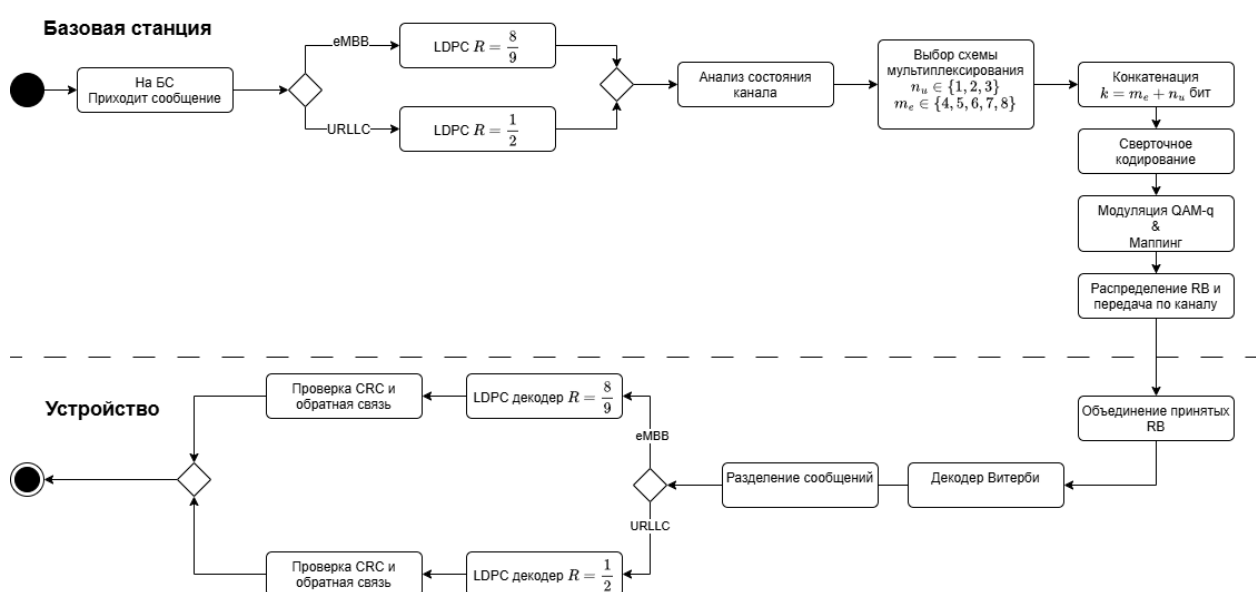 Базовая станция
На БС
Приходит сообщение
eMBB
LDPC R = 8/9
URLLC
LDPC R = 1/2
Анализ состояния
канала
Выбор схемы
мультиплексирования
n_u ∈ {1, 2, 3}
m_e ∈ {4, 5, 6, 7, 8}
Конкатенация
k = m_e + n_u бит
Сверточное
кодирование
Модуляция QAM-q
&
Маппинг
Распределение RB и
передача по каналу
Устройство
Объединение принятых
RB
Декодер Витерби
Разделение сообщений
eMBB
LDPC декодер R = 8/9
Проверка CRC и
обратная связь
URLLC
LDPC декодер R = 1/2
Проверка CRC и
обратная связь